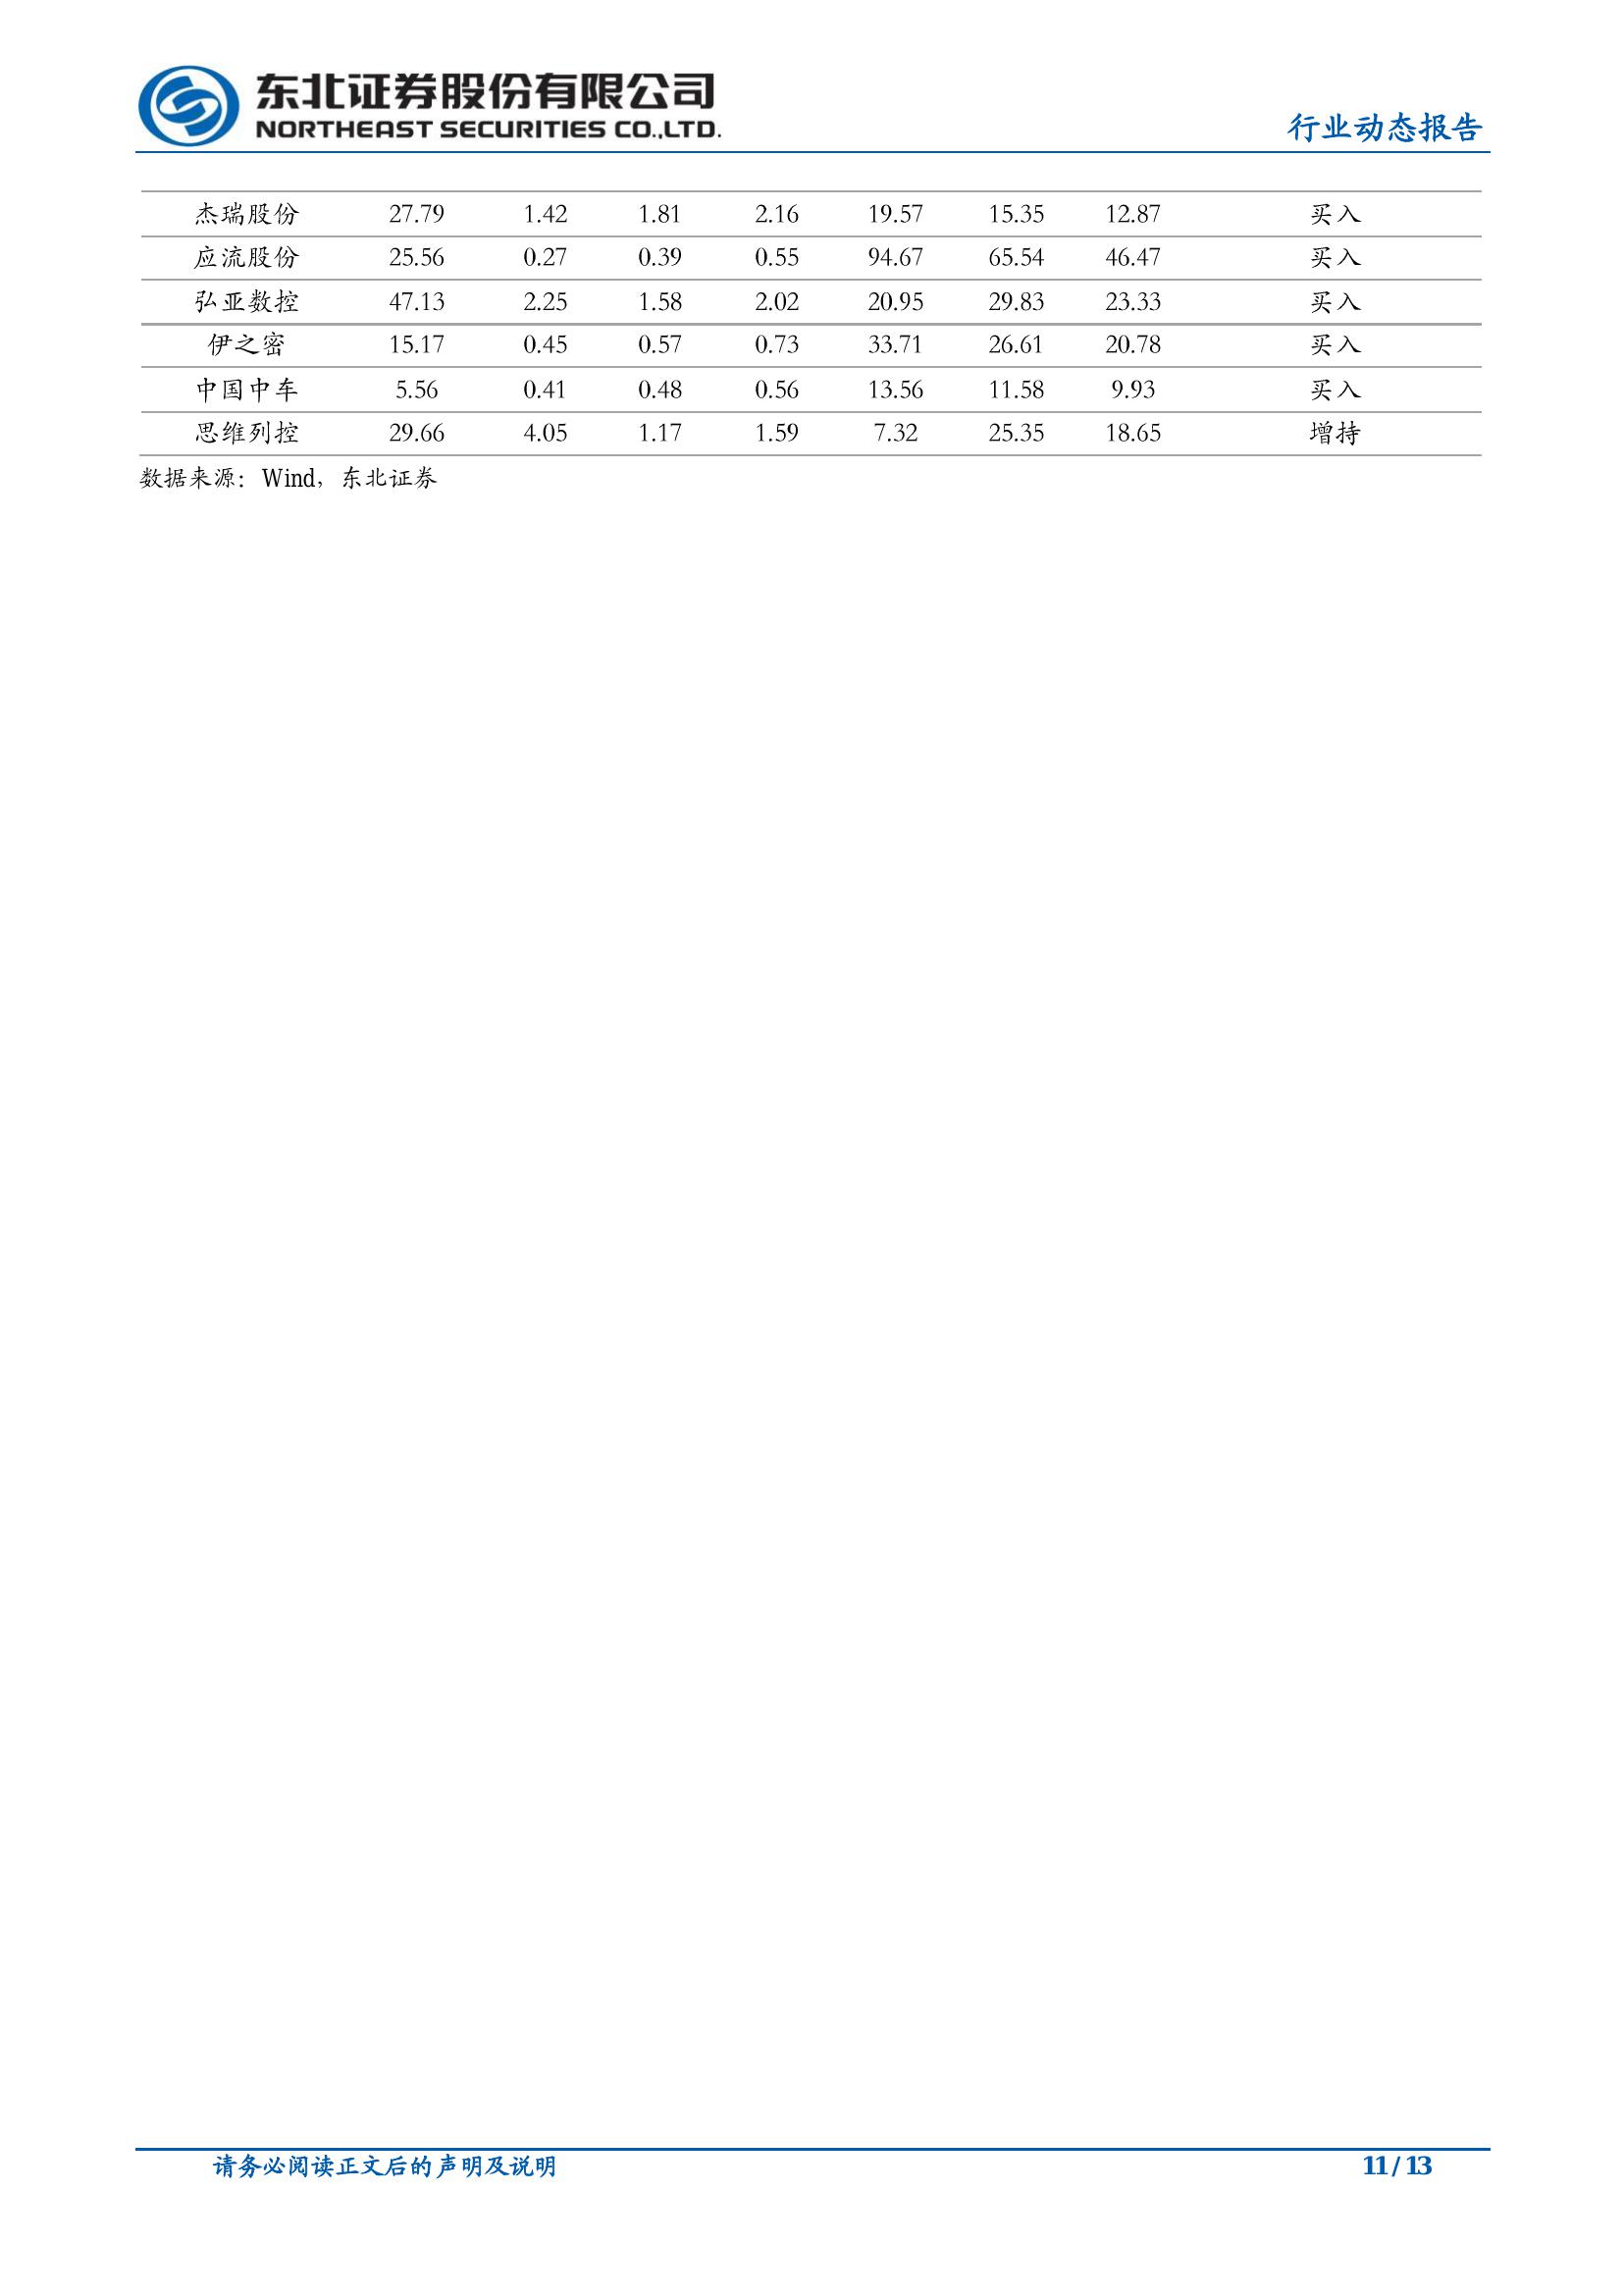 东北证券股份有限公司
NORTHEAST SECURITIES CO.,LTD.
行业动态报告
杰瑞股份 27.79 1.42 1.81 2.16 19.57 15.35 12.87 买入
应流股份 25.56 0.27 0.39 0.55 94.67 65.54 46.47 买入
弘亚数控 47.13 2.25 1.58 2.02 20.95 29.83 23.33 买入
伊之密 15.17 0.45 0.57 0.73 33.71 26.61 20.78 买入
中国中车 5.56 0.41 0.48 0.56 13.56 11.58 9.93 买入
思维列控 29.66 4.05 1.17 1.59 7.32 25.35 18.65 增持
数据来源：Wind，东北证券
请务必阅读正文后的声明及说明 11 / 13